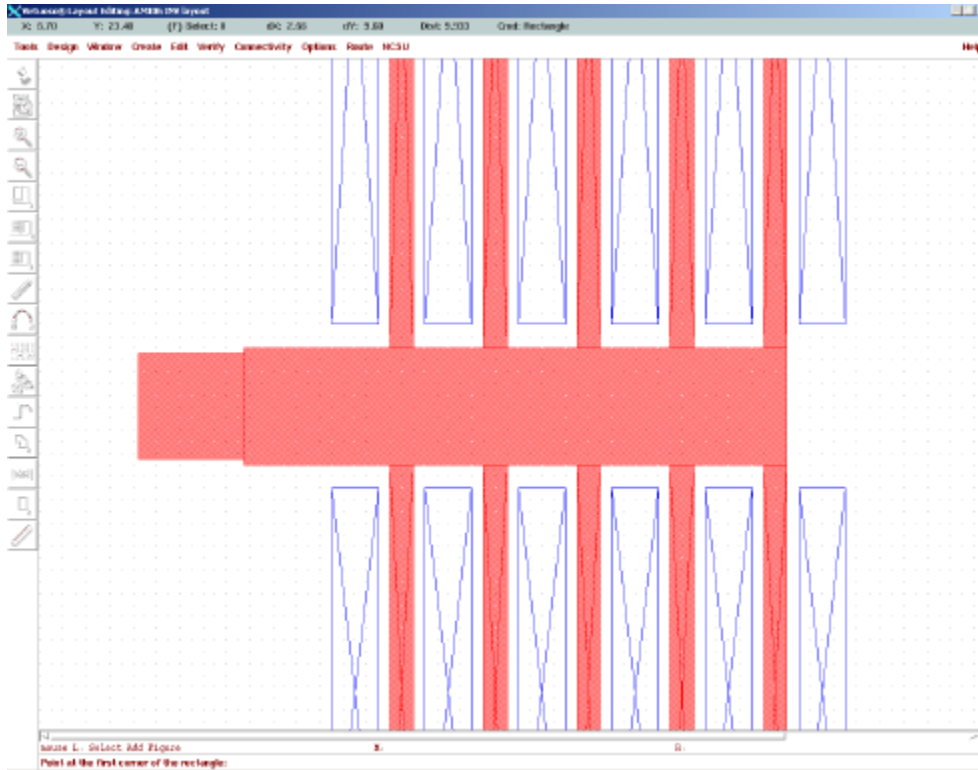 Virtuoso® Layout Editing: AMI06 INV layout
X: 6.70 Y: 23.40 (F) Select: 0 dX: 2.55 dY: 9.60 Dist: 9.933 Cmd: Rectangle
Tools Design Window Create Edit Verify Connectivity Options Route NCSU Help
mouse L: Select Add Figure M: R:
Point at the first corner of the rectangle: